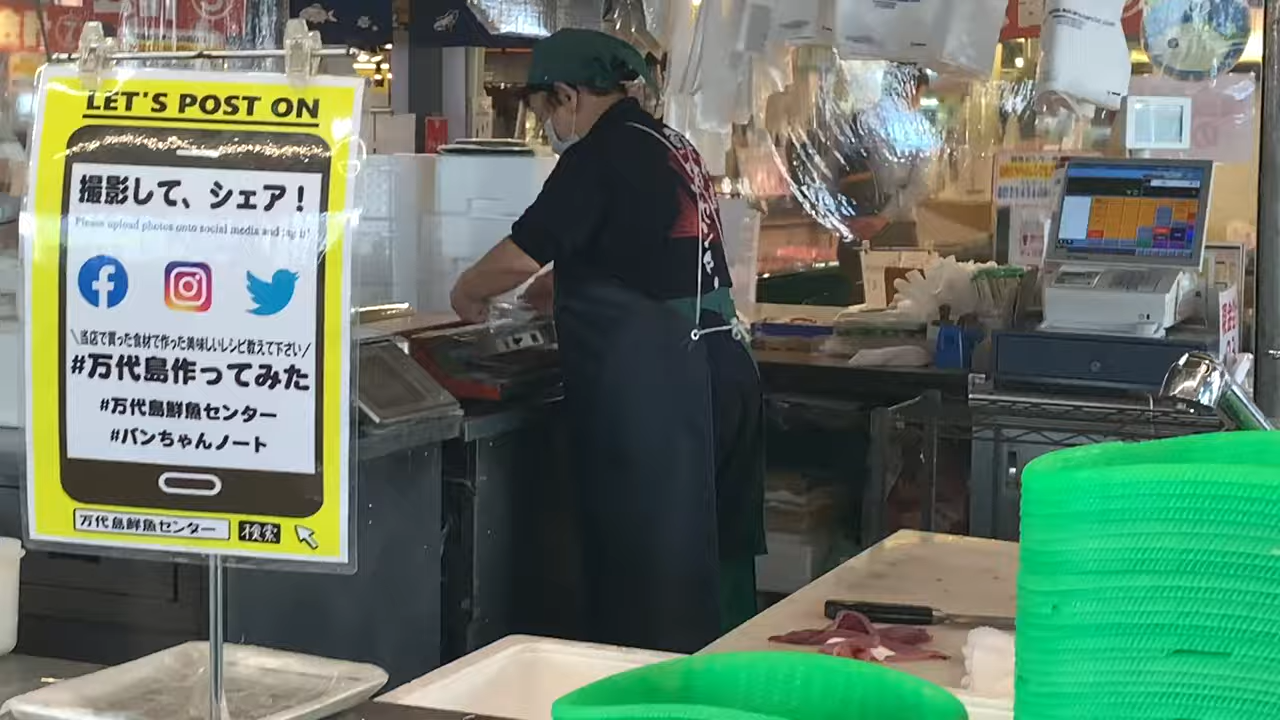 LET'S POST ON
撮影して、シェア！
Please upload photos onto social media and tag it!
＼当店で買った食材で作った美味しいレシピ教えて下さい／
#万代島作ってみた
#万代島鮮魚センター
#バンちゃんノート
万代島鮮魚センター 検索